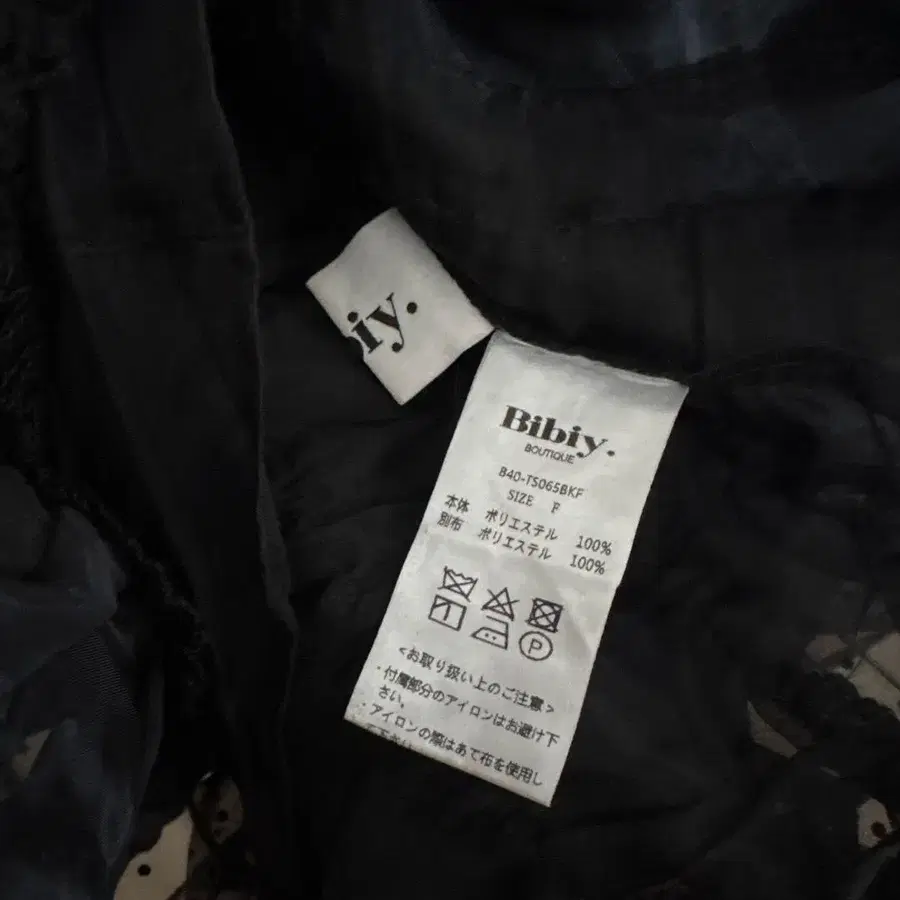 iy.
Bibiy.
BOUTIQUE
B40-TS065BKF
SIZE F
本体 ポリエステル 100%
別布 ポリエステル 100%
P
<お取り扱い上のご注意>
・付属部分のアイロンはお避け下
さい。
・アイロンの際はあて布を使用し